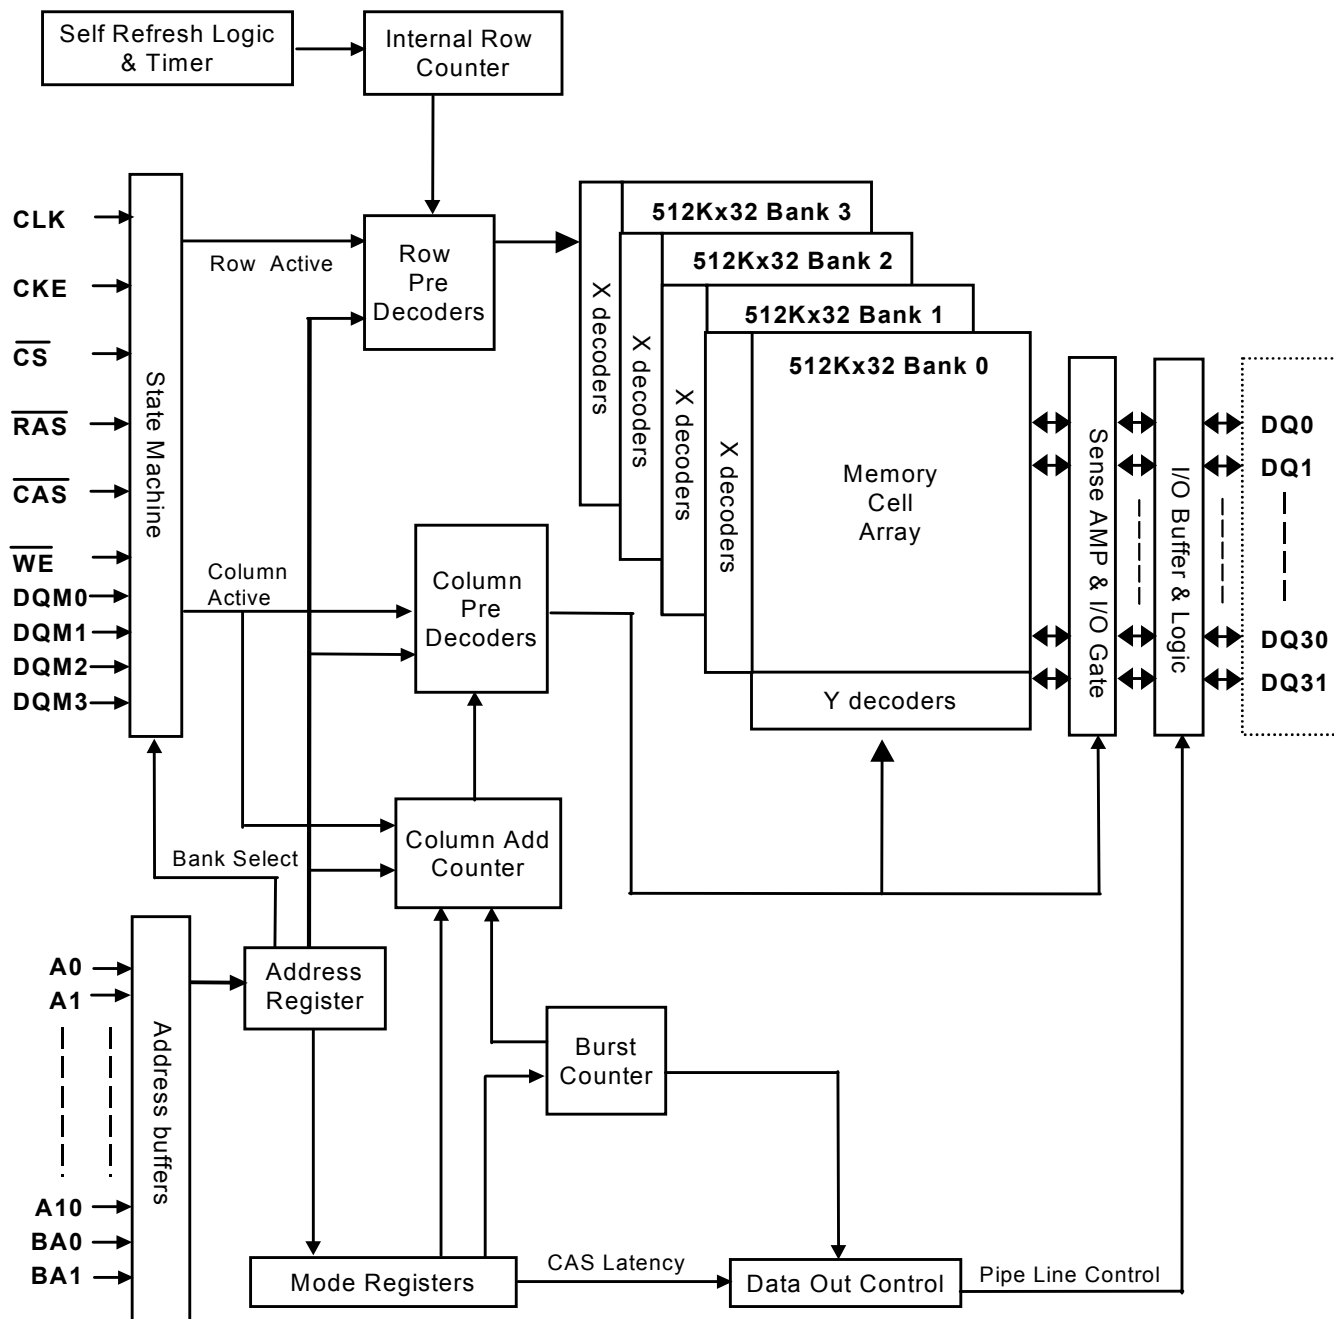 Self Refresh Logic
& Timer
Internal Row
Counter
CLK
CKE
CS
RAS
CAS
WE
DQM0
DQM1
DQM2
DQM3
State Machine
Row Active
Row
Pre
Decoders
Column
Active
Column
Pre
Decoders
512Kx32 Bank 3
512Kx32 Bank 2
512Kx32 Bank 1
512Kx32 Bank 0
X decoders
X decoders
X decoders
X decoders
Memory
Cell
Array
Y decoders
Sense AMP & I/O Gate
I/O Buffer & Logic
DQ0
DQ1
DQ30
DQ31
Bank Select
Column Add
Counter
A0
A1
A10
BA0
BA1
Address buffers
Address
Register
Burst
Counter
Mode Registers
CAS Latency
Data Out Control
Pipe Line Control